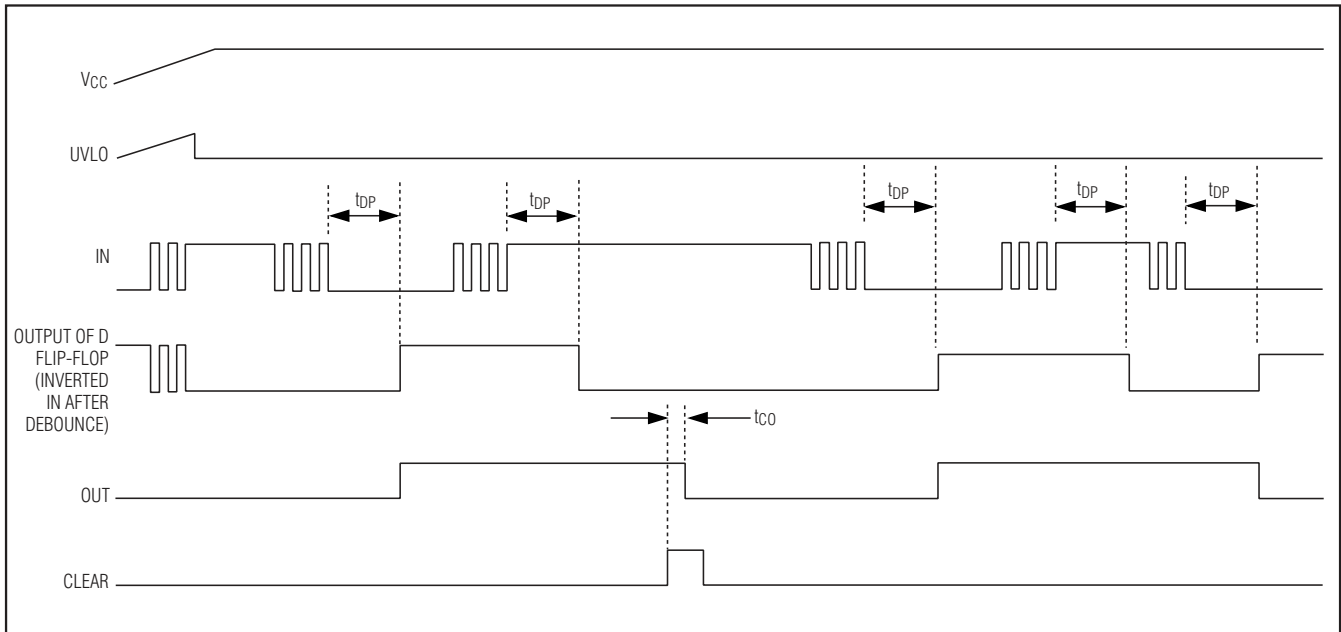 VCC
UVLO
tDP
tDP
tDP
tDP
tDP
IN
OUTPUT OF D
FLIP-FLOP
(INVERTED
IN AFTER
DEBOUNCE)
tCO
OUT
CLEAR